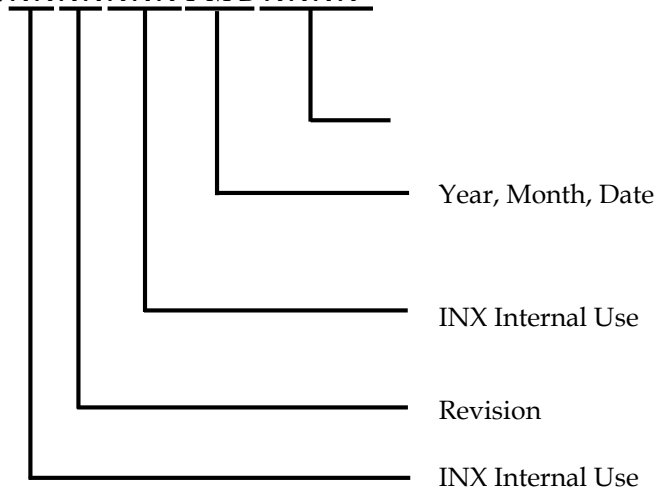 Year, Month, Date
INX Internal Use
Revision
INX Internal Use